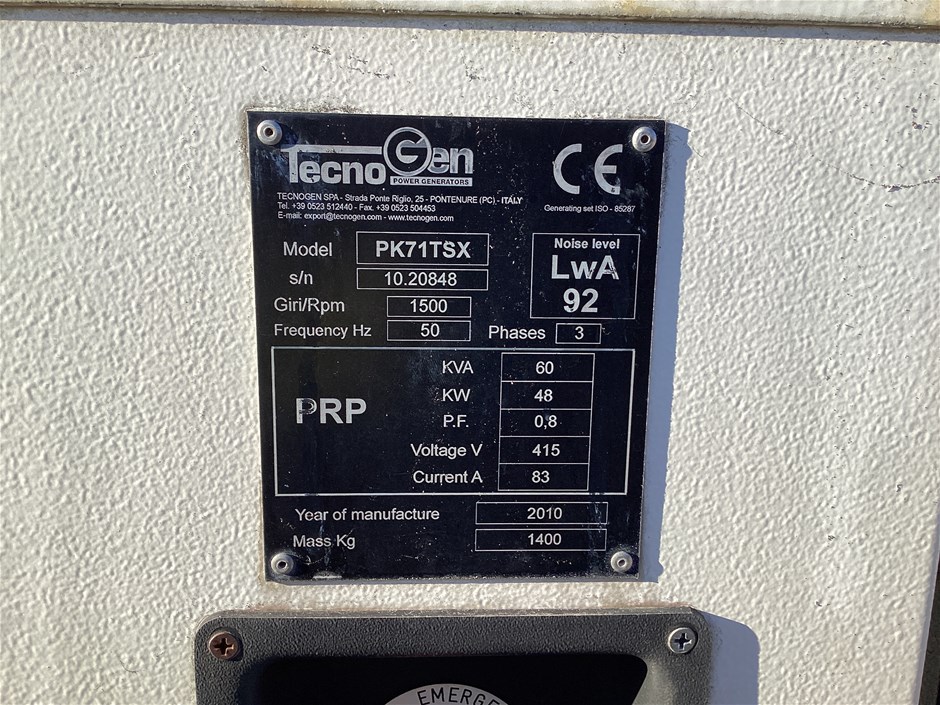 TecnoGen
POWER GENERATORS
CE
TECNOGEN SPA - Strada Ponte Riglio, 25 - PONTENURE (PC) - ITALY
Tel. +39 0523 512440 - Fax. +39 0523 504453
E-mail: export@tecnogen.com - www.tecnogen.com
Generating set ISO - 85287
Model PK71TSX
s/n 10.20848
Giri/Rpm 1500
Frequency Hz 50
Noise level
LwA
92
Phases 3
PRP
KVA 60
KW 48
P.F. 0,8
Voltage V 415
Current A 83
Year of manufacture 2010
Mass Kg 1400